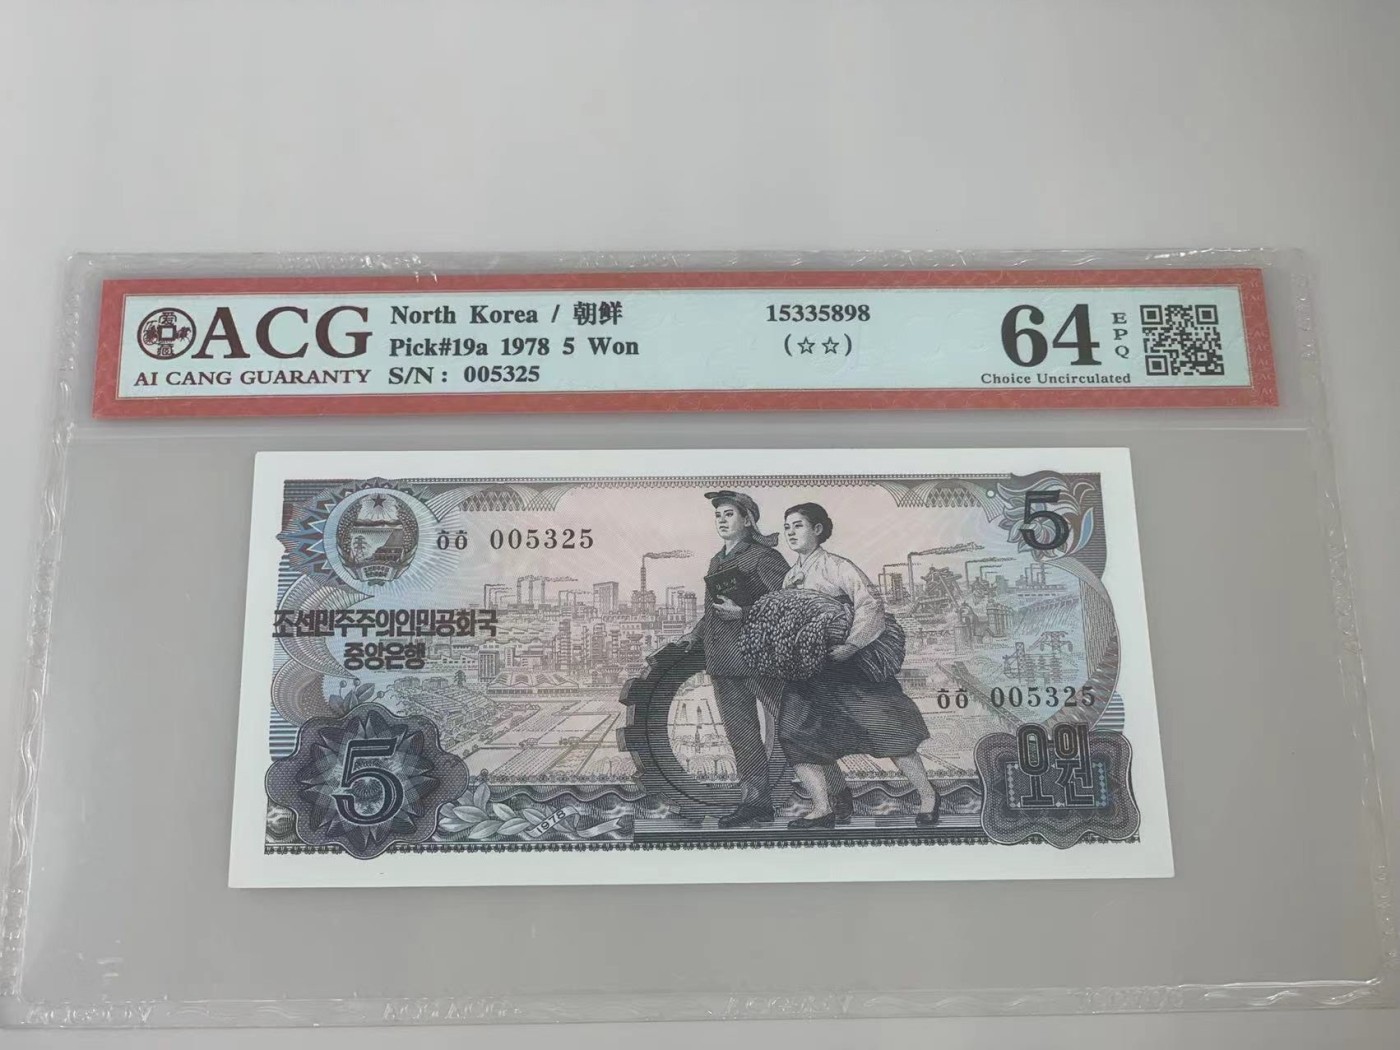 ACG
AI CANG GUARANTY
North Korea / 朝鲜
Pick#19a 1978 5 Won
S/N : 005325
15335898
(☆☆)
64
EPQ
Choice Uncirculated
5
005325
조선민주주의인민공화국
중앙은행
005325
5
1978
오원